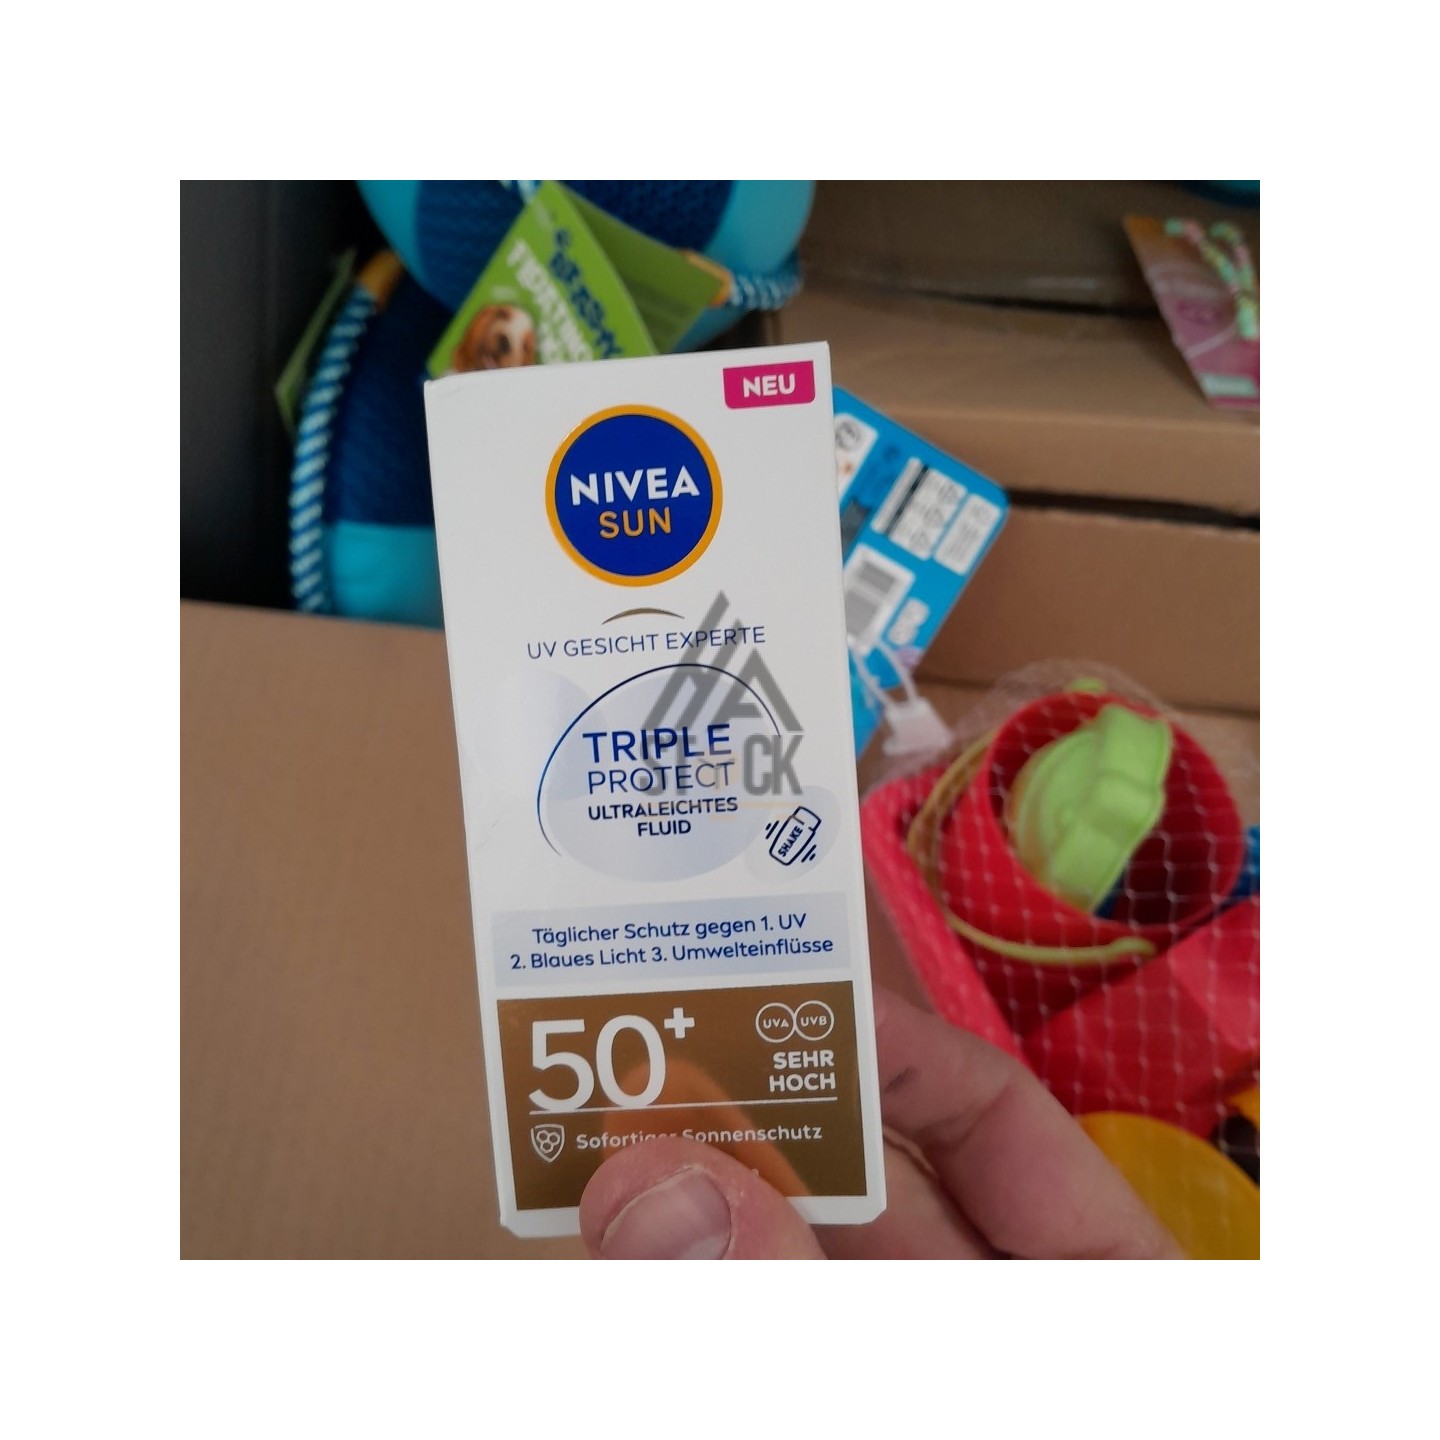 NEU
NIVEA
SUN
UV GESICHT EXPERTE
TRIPLE
PROTECT
ULTRALEICHTES
FLUID
SHAKE!
Täglicher Schutz gegen 1. UV
2. Blaues Licht 3. Umwelteinflüsse
50+
UVA UVB
SEHR
HOCH
Sofortiger Sonnenschutz